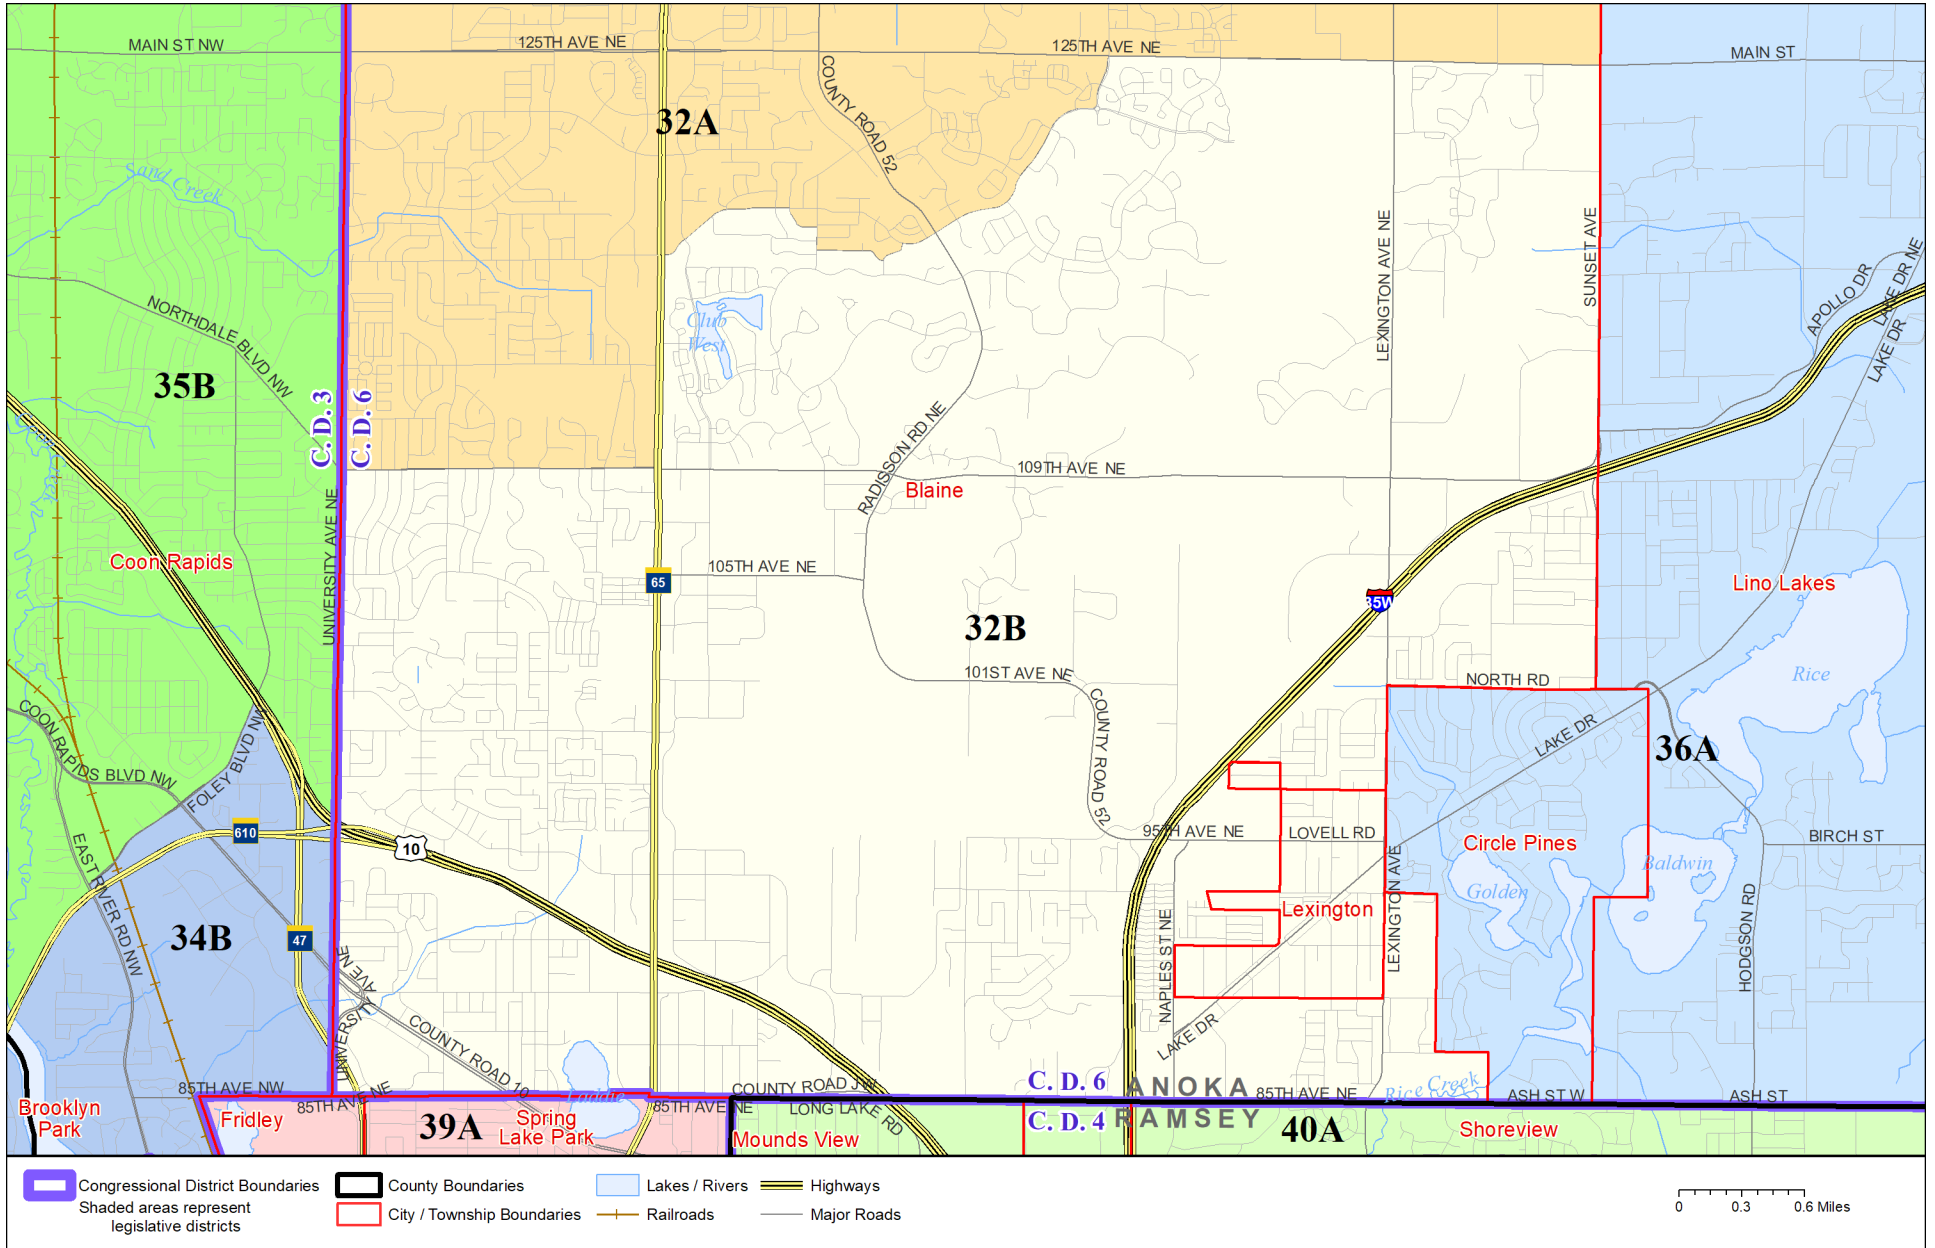 MAIN ST NW
125TH AVE NE
125TH AVE NE
MAIN ST
COUNTY ROAD 52
32A
Sand Creek
LEXINGTON AVE NE
SUNSET AVE
APOLLO DR
LAKE DR NE
LAKE DR
NORTHDALE BLVD NW
Club
West
35B
C. D. 3
C. D. 6
RADISSON RD NE
109TH AVE NE
Blaine
UNIVERSITY AVE NE
Coon Rapids
105TH AVE NE
65
35W
Lino Lakes
32B
101ST AVE NE
NORTH RD
Rice
COON RAPIDS BLVD NW
FOLEY BLVD NW
COUNTY ROAD 52
LAKE DR
36A
610
10
95TH AVE NE
LOVELL RD
Circle Pines
BIRCH ST
Baldwin
Golden
EAST RIVER RD NW
34B
47
Lexington
LEXINGTON AVE
NAPLES ST NE
HODGSON RD
UNIVERSITY AVE NE
COUNTY ROAD 10
LAKE DR
85TH AVE NW
85TH AVE NE
Laddie
85TH AVE NE
COUNTY ROAD J W
LONG LAKE RD
C. D. 6
ANOKA
85TH AVE NE
Rice Creek
ASH ST W
ASH ST
Brooklyn
Park
Fridley
39A
Spring
Lake Park
Mounds View
C. D. 4
RAMSEY
40A
Shoreview
Congressional District Boundaries
Shaded areas represent
legislative districts
County Boundaries
City / Township Boundaries
Lakes / Rivers
Railroads
Highways
Major Roads
0
0.3
0.6 Miles